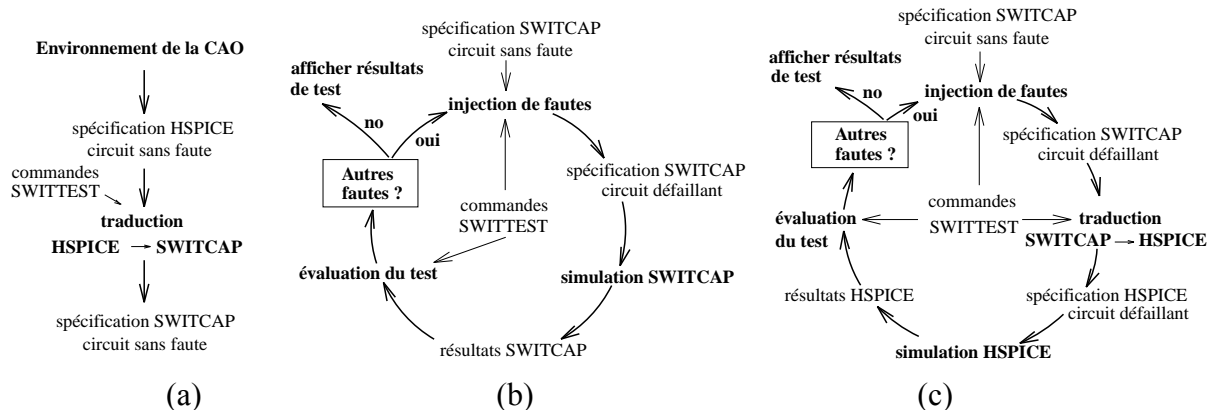 Environnement de la CAO
spécification HSPICE
circuit sans faute
commandes
SWITTEST
traduction
HSPICE → SWITCAP
spécification SWITCAP
circuit sans faute
(a)
spécification SWITCAP
circuit sans faute
afficher résultats
de test
injection de fautes
no
oui
Autres
fautes ?
spécification SWITCAP
circuit défaillant
commandes
SWITTEST
évaluation du test
simulation SWITCAP
résultats SWITCAP
(b)
spécification SWITCAP
circuit sans faute
afficher résultats
de test
injection de fautes
no
oui
Autres
fautes ?
spécification SWITCAP
circuit défaillant
commandes
SWITTEST
évaluation
du test
traduction
SWITCAP → HSPICE
résultats HSPICE
spécification HSPICE
circuit défaillant
simulation HSPICE
(c)